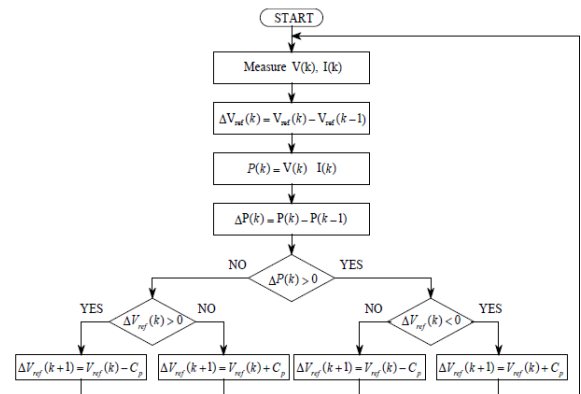 START
Measure V(k), I(k)
ΔV_ref(k) = V_ref(k) − V_ref(k−1)
P(k) = V(k) I(k)
ΔP(k) = P(k) − P(k−1)
NO YES
ΔP(k) > 0
YES NO NO YES
ΔV_ref(k) > 0 ΔV_ref(k) < 0
ΔV_ref(k+1) = V_ref(k) − C_p ΔV_ref(k+1) = V_ref(k) + C_p ΔV_ref(k+1) = V_ref(k) − C_p ΔV_ref(k+1) = V_ref(k) + C_p